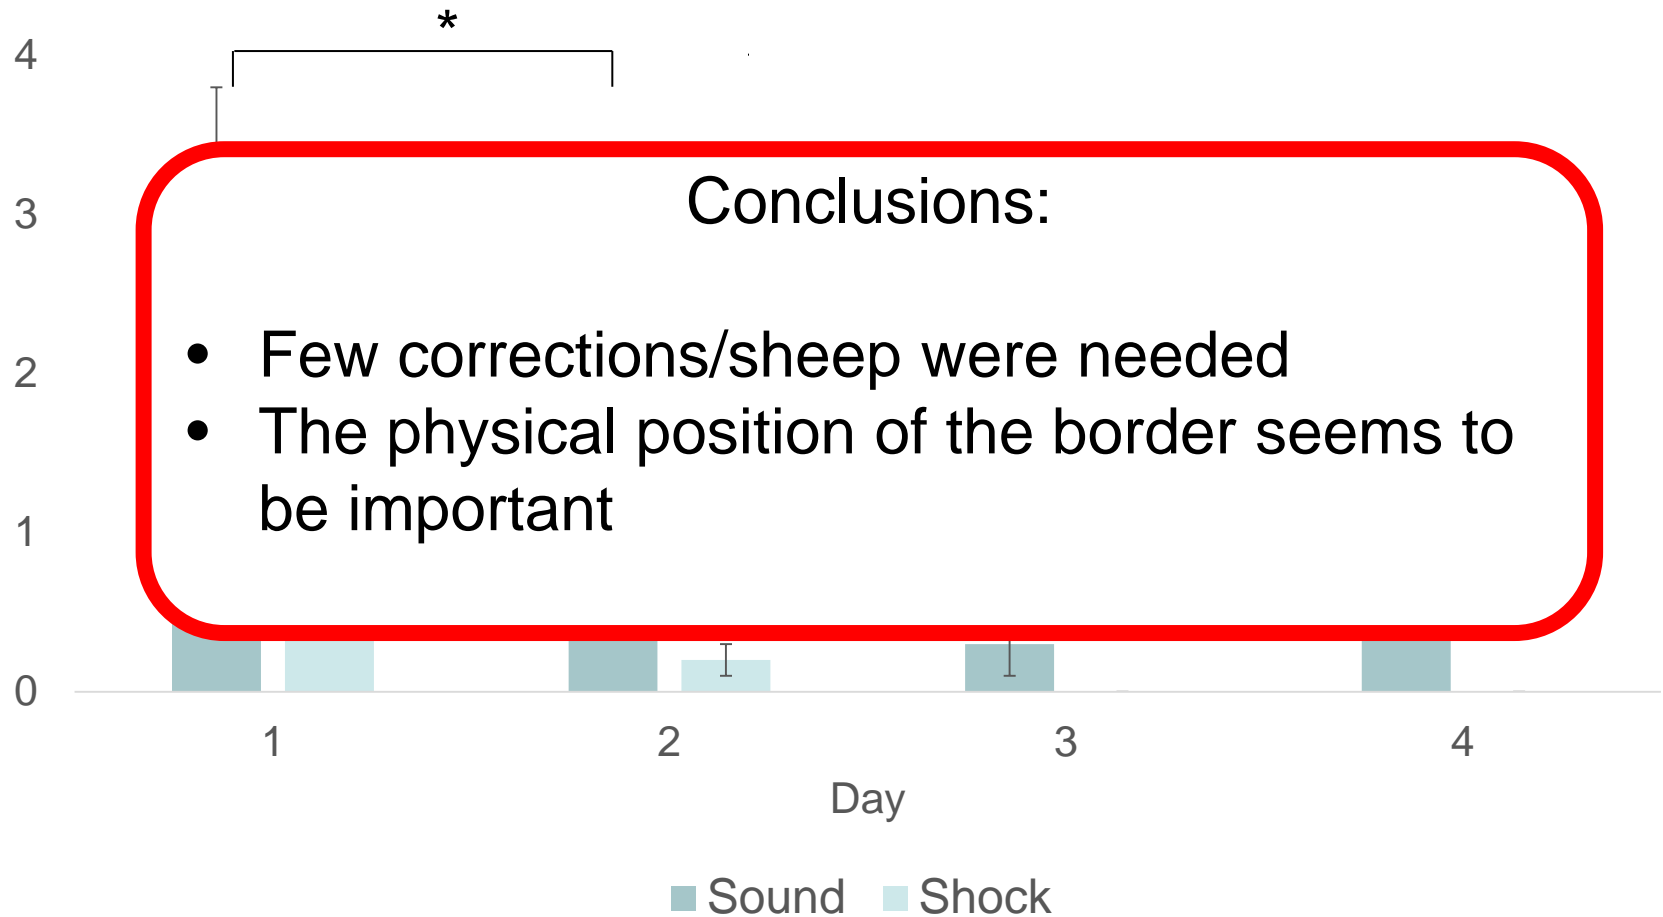 *
4
3
2
1
0
Conclusions:
• Few corrections/sheep were needed
• The physical position of the border seems to
be important
1 2 3 4
Day
Sound Shock